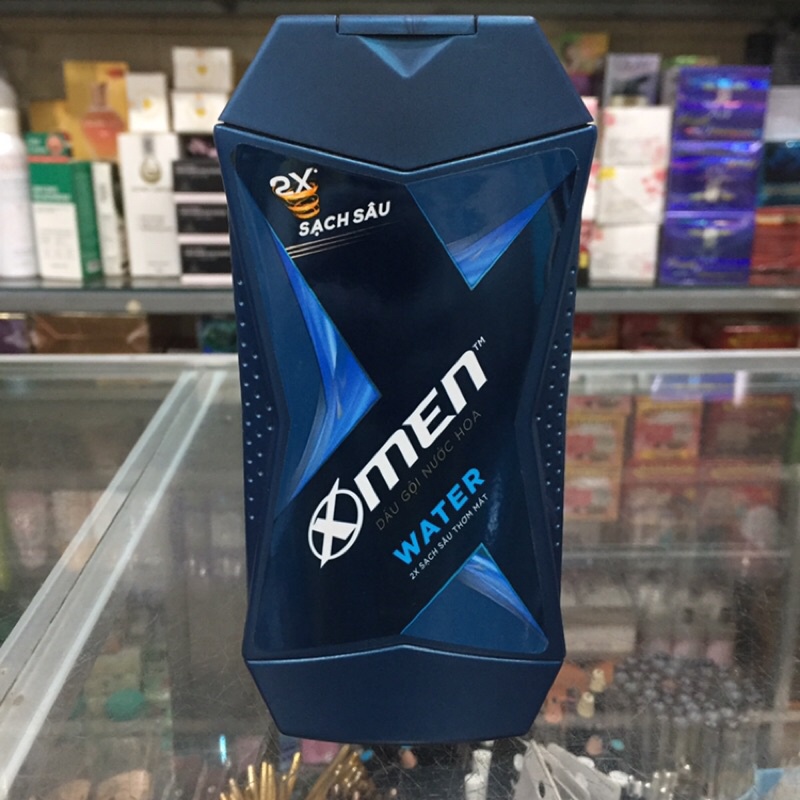 2X
SẠCH SÂU
XMEN™
DẦU GỘI NƯỚC HOA
WATER
2X SẠCH SÂU THƠM MÁT